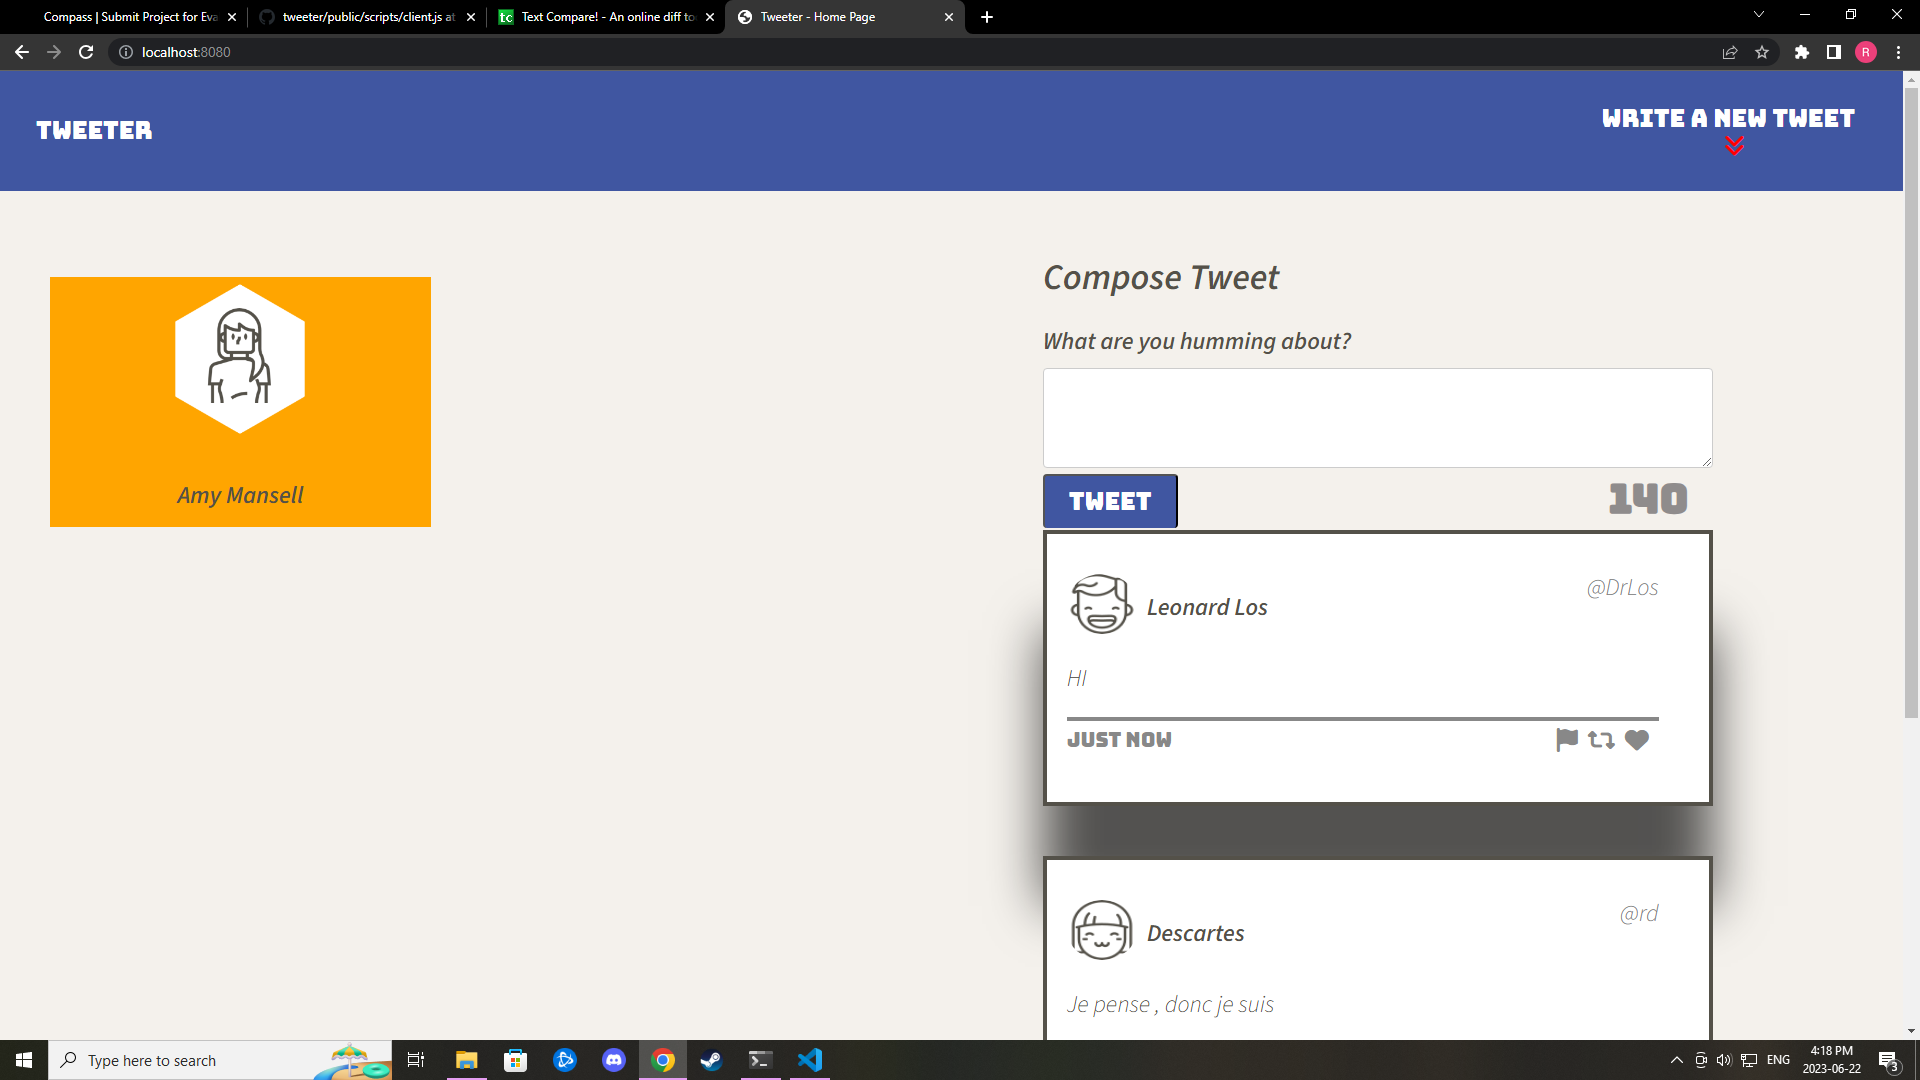 Compass | Submit Project for Eva
tweeter/public/scripts/client.js at
tc
Text Compare! - An online diff to
Tweeter - Home Page
localhost:8080
R
TWEETER
WRITE A NEW TWEET
Amy Mansell
Compose Tweet
What are you humming about?
TWEET
140
Leonard Los
@DrLos
HI
JUST NOW
Descartes
@rd
Je pense , donc je suis
Type here to search
ENG
4:18 PM
2023-06-22
3